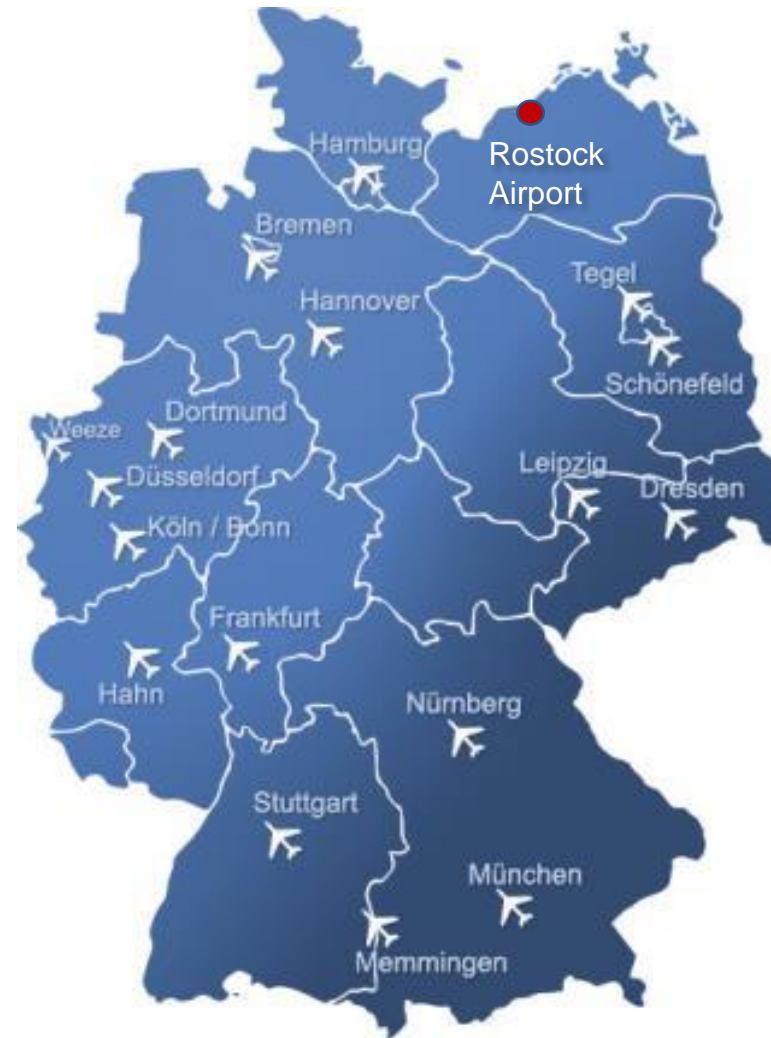 Hamburg
Rostock
Airport
Bremen
Tegel
Hannover
Schönefeld
Dortmund
Weeze
Leipzig
Düsseldorf
Dresden
Köln / Bonn
Frankfurt
Hahn
Nürnberg
Stuttgart
München
Memmingen